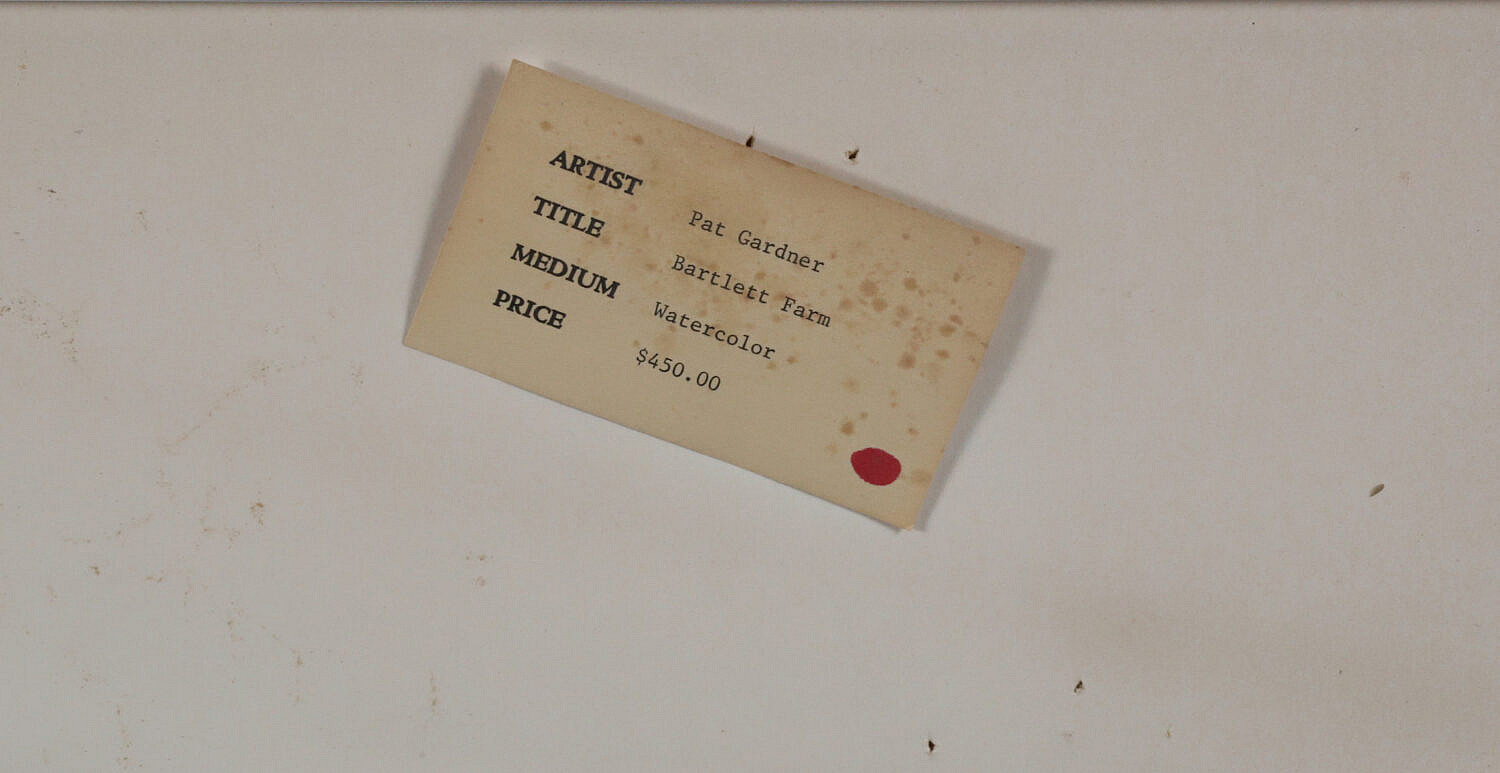 ARTIST Pat Gardner
TITLE Bartlett Farm
MEDIUM Watercolor
PRICE $450.00